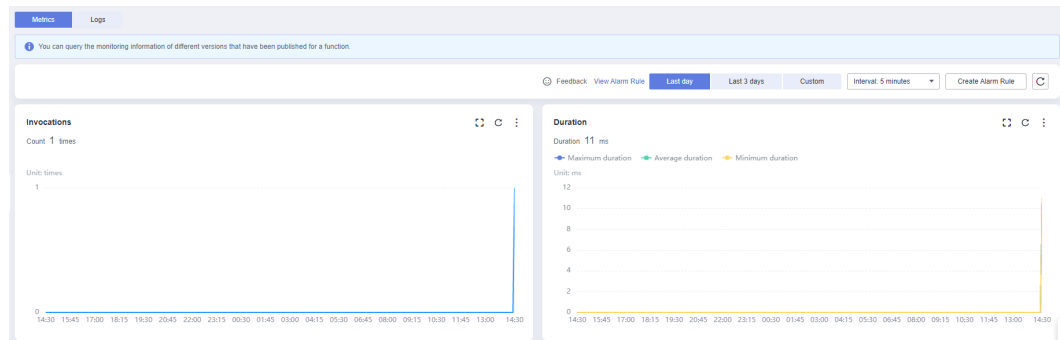 Metrics Logs
You can query the monitoring information of different versions that have been published for a function.
Feedback View Alarm Rule Last day Last 3 days Custom Interval: 5 minutes Create Alarm Rule
Invocations
Count 1 times
Unit: times
1
0
14:30 15:45 17:00 18:15 19:30 20:45 22:00 23:15 00:30 01:45 03:00 04:15 05:30 06:45 08:00 09:15 10:30 11:45 13:00 14:30
Duration
Duration 11 ms
Maximum duration Average duration Minimum duration
Unit: ms
12
10
8
6
4
2
0
14:30 15:45 17:00 18:15 19:30 20:45 22:00 23:15 00:30 01:45 03:00 04:15 05:30 06:45 08:00 09:15 10:30 11:45 13:00 14:30